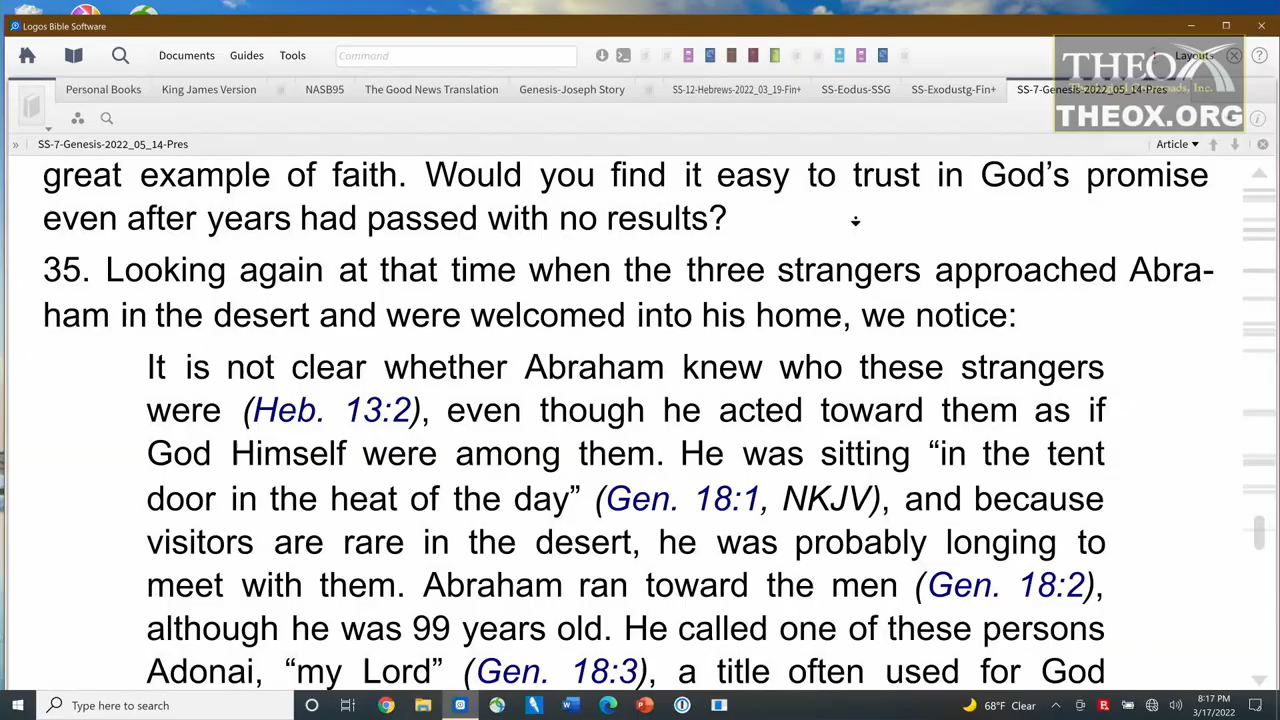 Logos Bible Software
Documents Guides Tools Command Layouts
THEOX
THEOX.ORG
Personal Books King James Version NASB95 The Good News Translation Genesis-Joseph Story SS-12-Hebrews-2022_03_19-Fin+ SS-Eodus-SSG SS-Exodustg-Fin+ SS-7-Genesis-2022_05_14-Pres
SS-7-Genesis-2022_05_14-Pres Article
great example of faith. Would you find it easy to trust in God’s promise
even after years had passed with no results?
35. Looking again at that time when the three strangers approached Abra-
ham in the desert and were welcomed into his home, we notice:
It is not clear whether Abraham knew who these strangers
were (Heb. 13:2), even though he acted toward them as if
God Himself were among them. He was sitting “in the tent
door in the heat of the day” (Gen. 18:1, NKJV), and because
visitors are rare in the desert, he was probably longing to
meet with them. Abraham ran toward the men (Gen. 18:2),
although he was 99 years old. He called one of these persons
Adonai, “my Lord” (Gen. 18:3), a title often used for God
Type here to search 68°F Clear 8:17 PM
3/17/2022